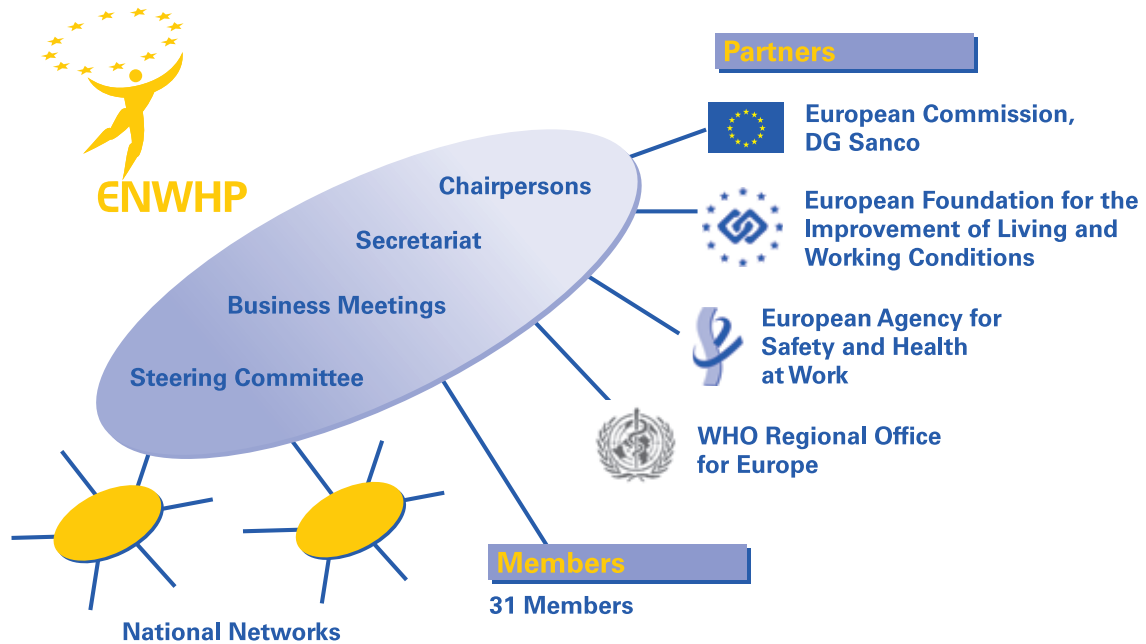 ENWHP
Partners
European Commission,
DG Sanco
European Foundation for the
Improvement of Living and
Working Conditions
European Agency for
Safety and Health
at Work
WHO Regional Office
for Europe
Chairpersons
Secretariat
Business Meetings
Steering Committee
Members
31 Members
National Networks